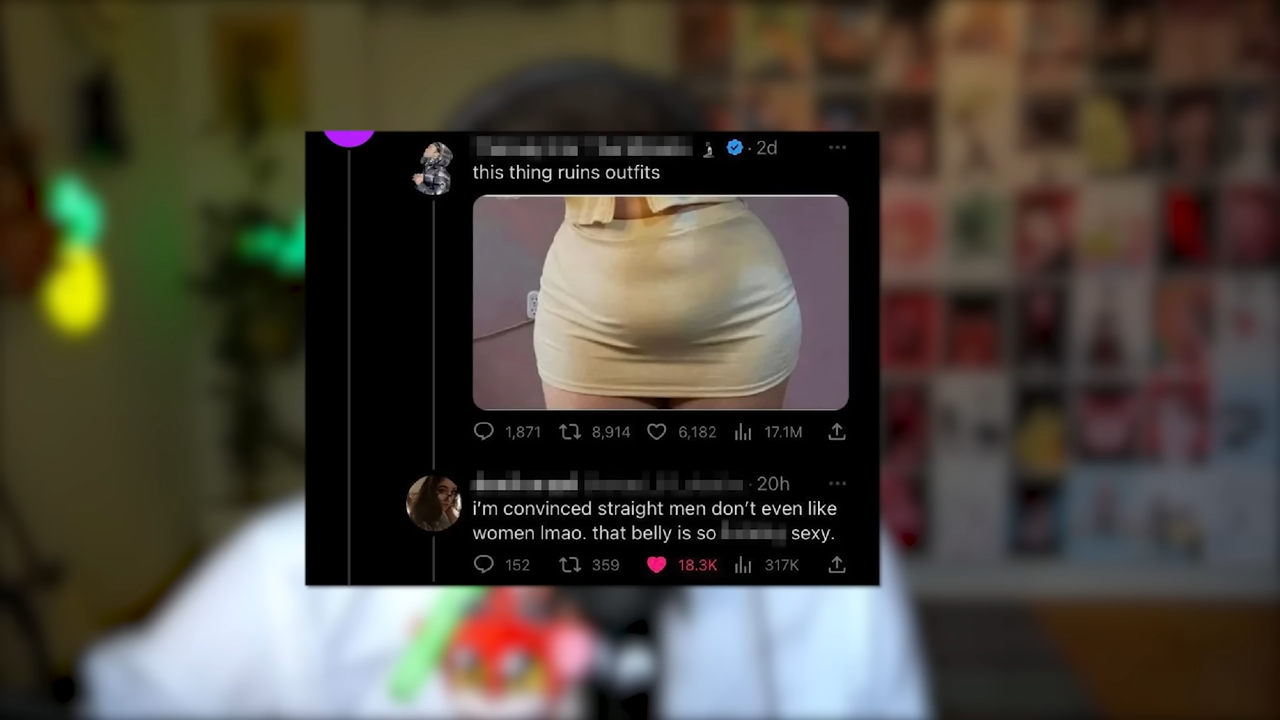 2d
this thing ruins outfits
1,871 8,914 6,182 17.1M
20h
i'm convinced straight men don't even like
women lmao. that belly is so sexy.
152 359 18.3K 317K